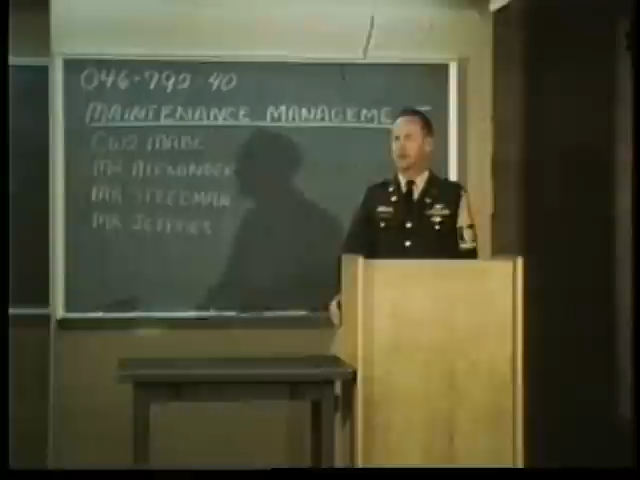 046-792-40
MAINTENANCE MANAGEME T
CW2 MABE
MR ALEXANDER
MR STEEDMAN
MR JEFFRIES